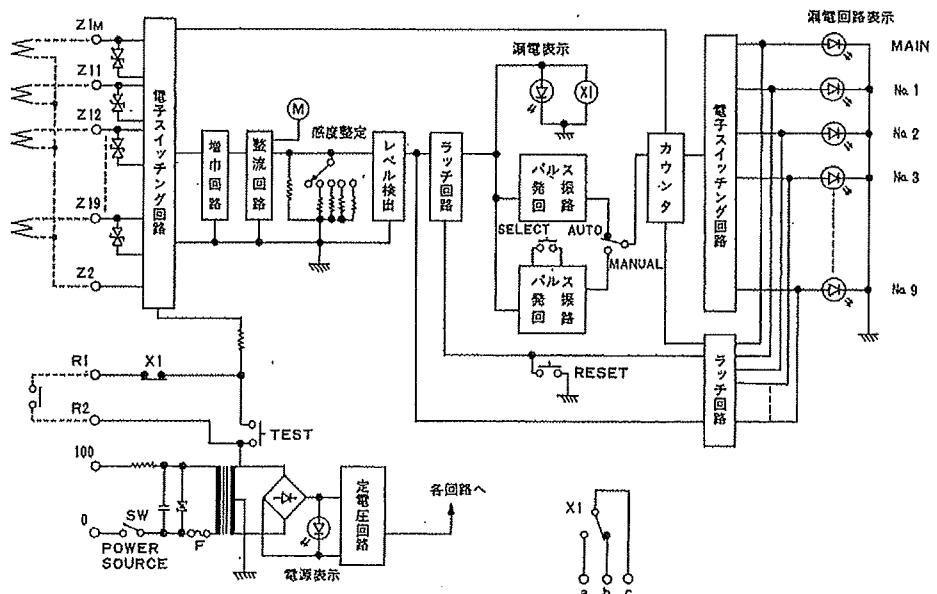 Z1M
Z11
Z12
Z19
Z2
電子スイッチング回路
増巾回路
整流回路
M
感度整定
レベル検出
ラッチ回路
漏電表示
X1
パルス
発振
回路
SELECT
AUTO
MANUAL
パルス
発振
回路
カウンタ
電子スイッチング回路
漏電回路表示
MAIN
No.1
No.2
No.3
No.9
ラッチ回路
RESET
R1
X1
R2
TEST
100
0
SW
POWER
SOURCE
F
電源表示
定電圧回路
各回路へ
X1
a
b
c